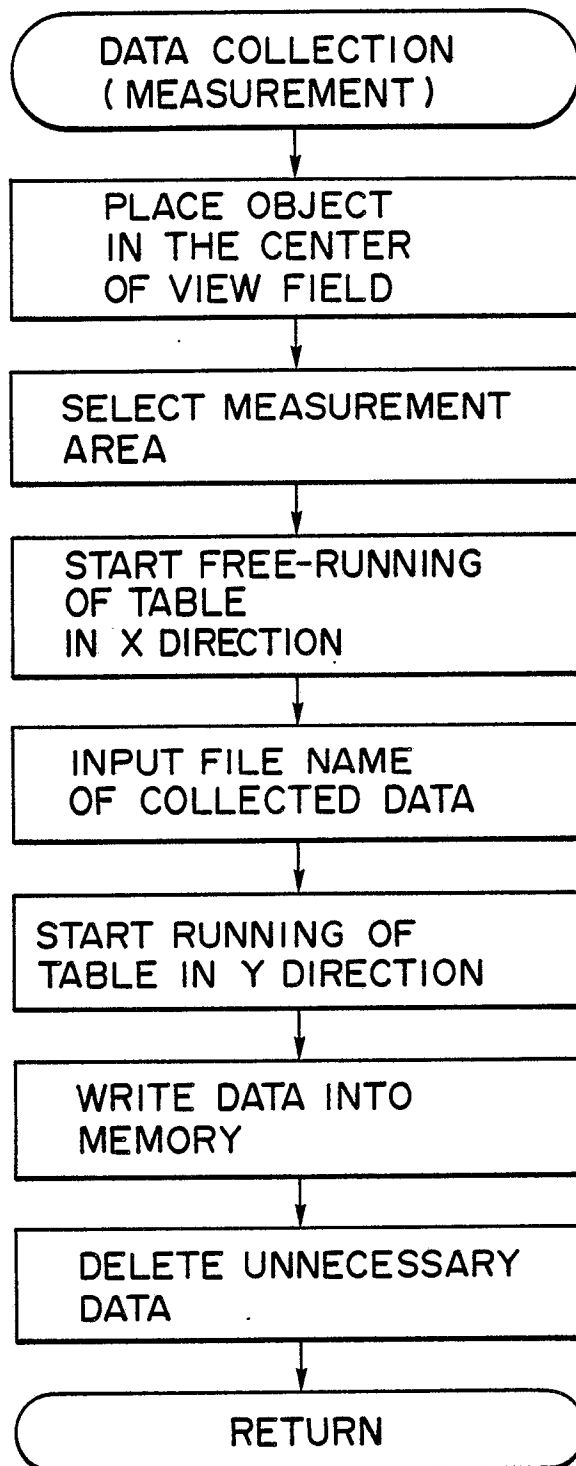 DATA COLLECTION
(MEASUREMENT)
PLACE OBJECT
IN THE CENTER
OF VIEW FIELD
SELECT MEASUREMENT
AREA
START FREE-RUNNING
OF TABLE
IN X DIRECTION
INPUT FILE NAME
OF COLLECTED DATA
START RUNNING OF
TABLE IN Y DIRECTION
WRITE DATA INTO
MEMORY
DELETE UNNECESSARY
DATA
RETURN